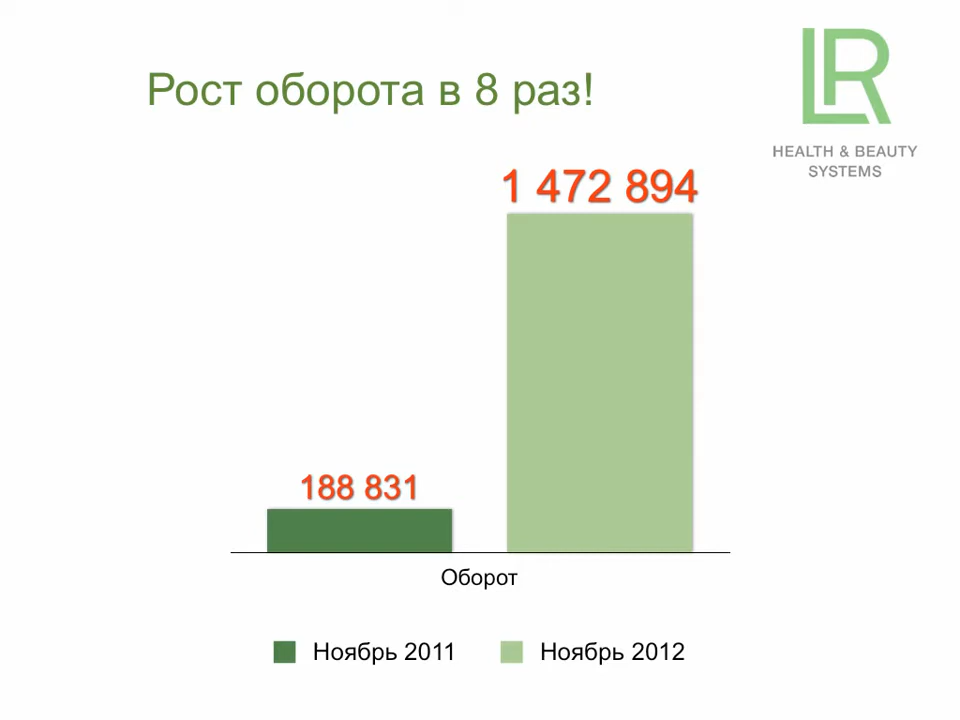 Рост оборота в 8 раз!
LR
HEALTH & BEAUTY
SYSTEMS
1 472 894
188 831
Оборот
Ноябрь 2011
Ноябрь 2012